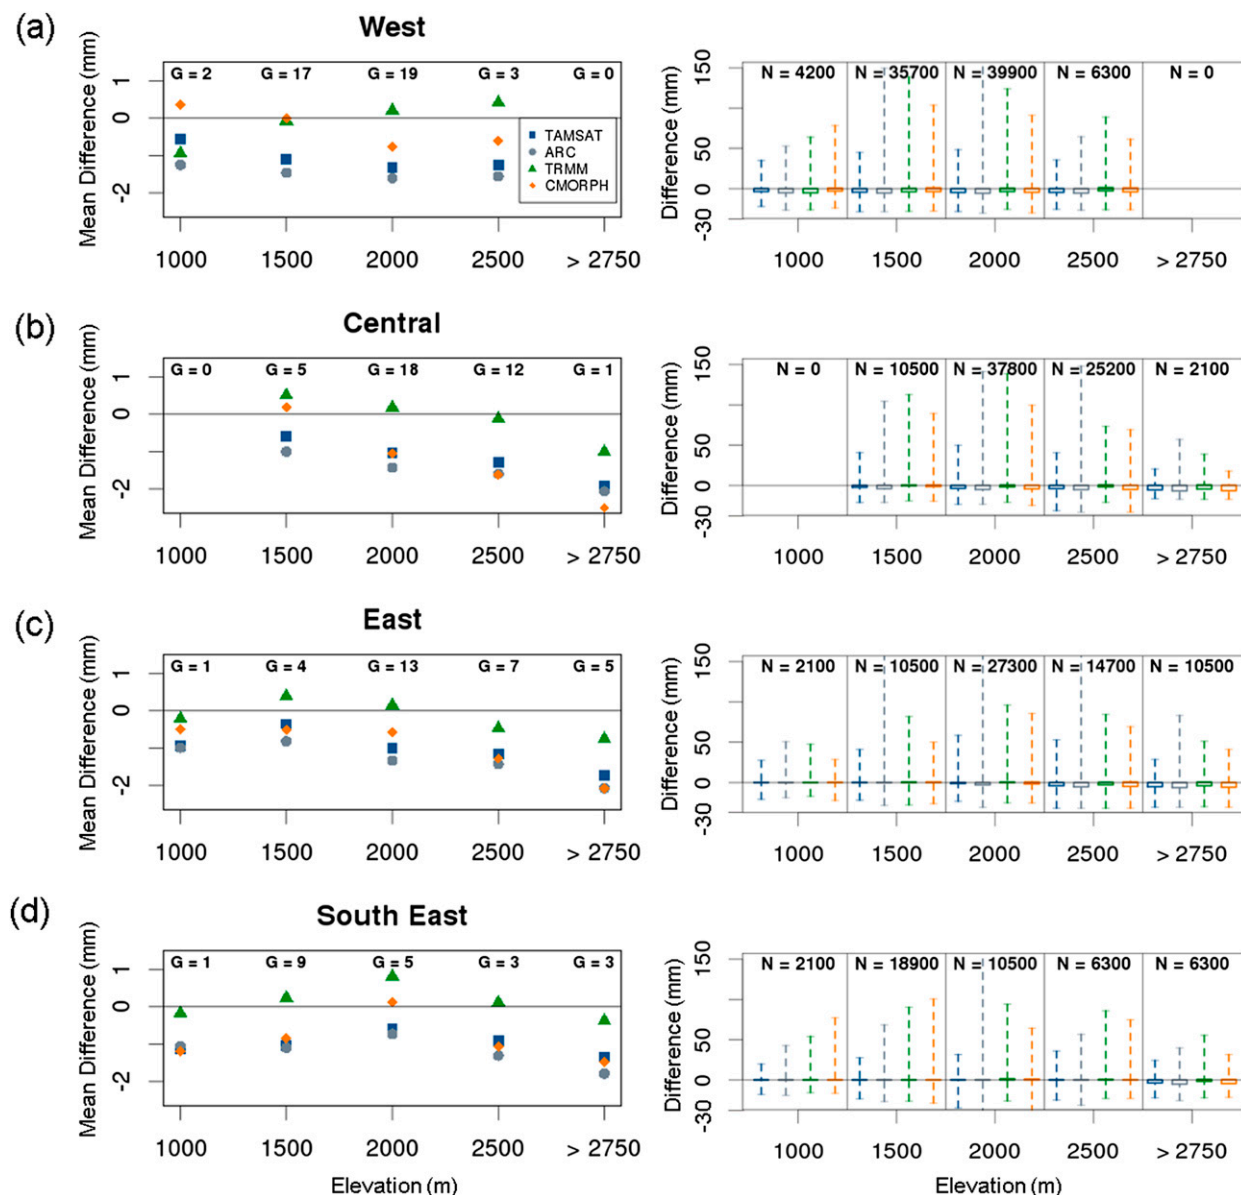 (a)
West
Mean Difference (mm)
1
0
-2
G = 2 G = 17 G = 19 G = 3 G = 0
TAMSAT
ARC
TRMM
CMORPH
1000 1500 2000 2500 > 2750
Difference (mm)
150
50
0
-30
N = 4200 N = 35700 N = 39900 N = 6300 N = 0
1000 1500 2000 2500 > 2750
(b)
Central
Mean Difference (mm)
1
0
-2
G = 0 G = 5 G = 18 G = 12 G = 1
1000 1500 2000 2500 > 2750
Difference (mm)
150
50
0
-30
N = 0 N = 10500 N = 37800 N = 25200 N = 2100
1000 1500 2000 2500 > 2750
(c)
East
Mean Difference (mm)
1
0
-2
G = 1 G = 4 G = 13 G = 7 G = 5
1000 1500 2000 2500 > 2750
Difference (mm)
150
50
0
-30
N = 2100 N = 10500 N = 27300 N = 14700 N = 10500
1000 1500 2000 2500 > 2750
(d)
South East
Mean Difference (mm)
1
0
-2
G = 1 G = 9 G = 5 G = 3 G = 3
1000 1500 2000 2500 > 2750
Elevation (m)
Difference (mm)
150
50
0
-30
N = 2100 N = 18900 N = 10500 N = 6300 N = 6300
1000 1500 2000 2500 > 2750
Elevation (m)